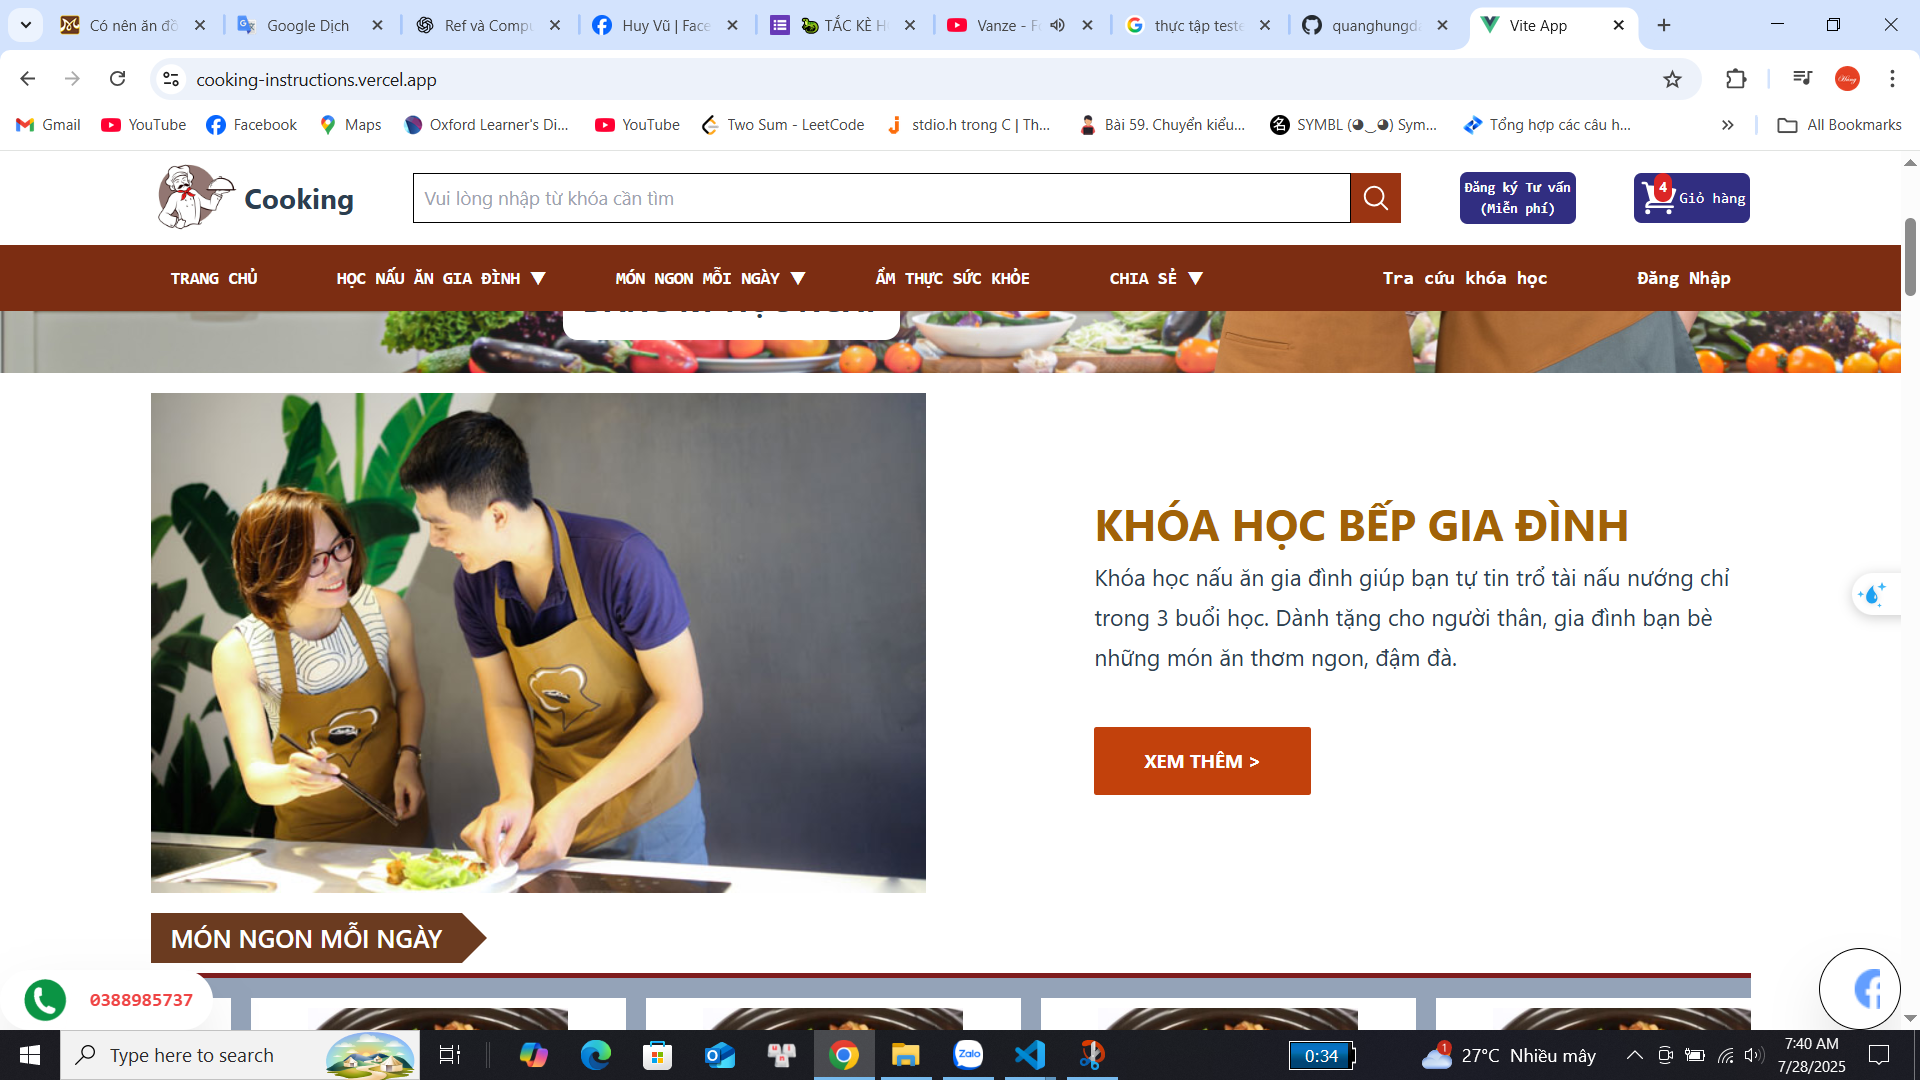 Có nên ăn đồ
Google Dịch
Ref và Compu
Huy Vũ | Face
TẮC KÈ H
Vanze - F
thực tập teste
quanghungda
Vite App
cooking-instructions.vercel.app
Gmail
YouTube
Facebook
Maps
Oxford Learner's Di...
YouTube
Two Sum - LeetCode
stdio.h trong C | Th...
Bài 59. Chuyển kiểu...
SYMBL (◕‿◕) Sym...
Tổng hợp các câu h...
All Bookmarks
Cooking
Vui lòng nhập từ khóa cần tìm
Đăng ký Tư vấn
(Miễn phí)
4
Giỏ hàng
TRANG CHỦ
HỌC NẤU ĂN GIA ĐÌNH ▼
MÓN NGON MỖI NGÀY ▼
ẨM THỰC SỨC KHỎE
CHIA SẺ ▼
Tra cứu khóa học
Đăng Nhập
KHÓA HỌC BẾP GIA ĐÌNH
Khóa học nấu ăn gia đình giúp bạn tự tin trổ tài nấu nướng chỉ
trong 3 buổi học. Dành tặng cho người thân, gia đình bạn bè
những món ăn thơm ngon, đậm đà.
XEM THÊM >
MÓN NGON MỖI NGÀY
0388985737
Type here to search
Zalo
0:34
1
27°C Nhiều mây
7:40 AM
7/28/2025